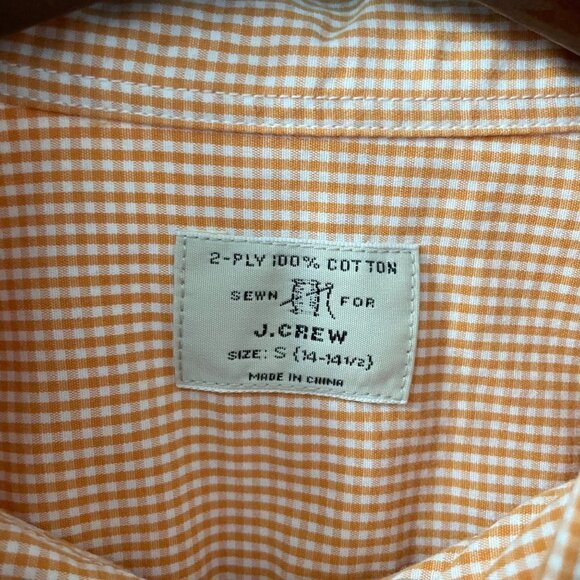 2-PLY 100% COTTON
SEWN FOR
J.CREW
SIZE: S {14-14 1/2}
MADE IN CHINA